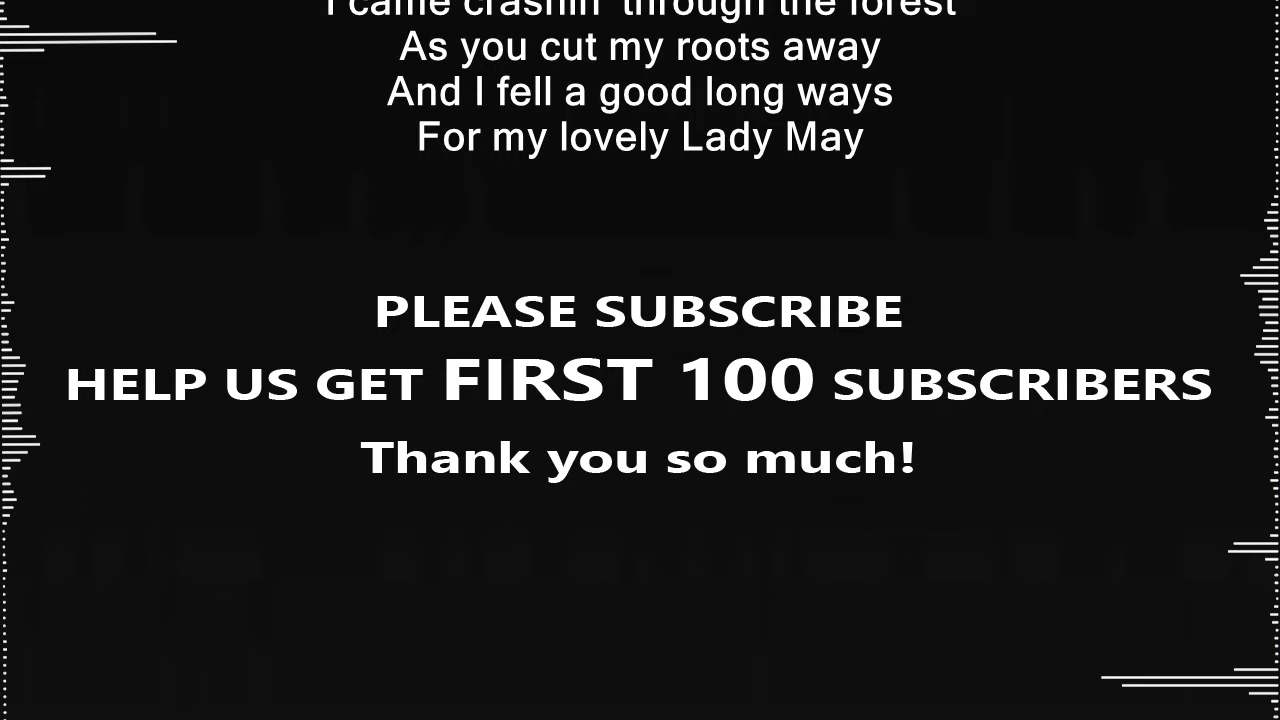 I came crashin' through the forest
As you cut my roots away
And I fell a good long ways
For my lovely Lady May
PLEASE SUBSCRIBE
HELP US GET FIRST 100 SUBSCRIBERS
Thank you so much!